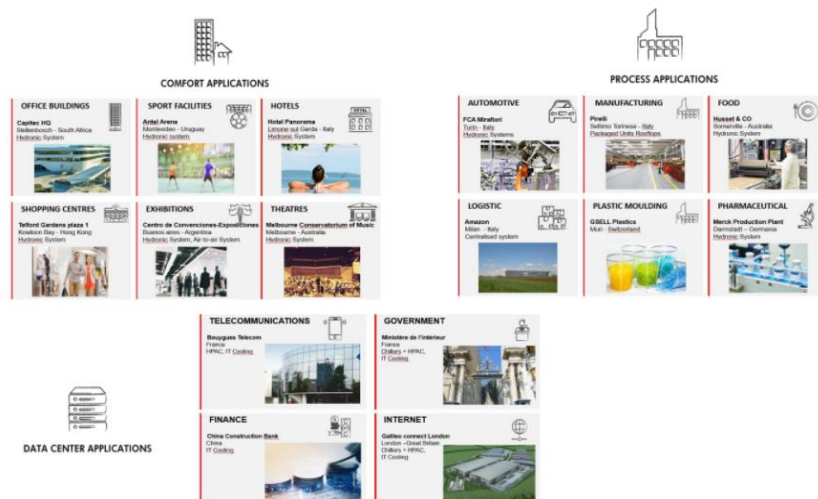 COMFORT APPLICATIONS
OFFICE BUILDINGS
Capitec HQ
Stellenbosch - South Africa
Hydronic System
SPORT FACILITIES
Antel Arena
Montevideo - Uruguay
Hydronic system
HOTELS
HOTEL
Hotel Panorama
Limone sul Garda - Italy
Hydronic System
SHOPPING CENTRES
Telford Gardens plaza 1
Kowloon Bay - Hong Kong
Hydronic System
EXHIBITIONS
Centro de Convenciones-Exposiciones
Buenos aires - Argentina
Hydronic System, Air-to-air System
THEATRES
Melbourne Conservatorium of Music
Melbourne - Australia
Hydronic System
PROCESS APPLICATIONS
AUTOMOTIVE
FCA Mirafiori
Turin - Italy
Hydronic Systems
MANUFACTURING
Pirelli
Settimo Torinese - Italy
Packaged Units Rooftops
FOOD
Husset & CO
Somerville - Australia
Hydronic System
LOGISTIC
Amazon
Milan - Italy
Centralised system
PLASTIC MOULDING
GSELL Plastics
Muri - Switzerland
PHARMACEUTICAL
Merck Production Plant
Darmstadt – Germania
Hydronic System
DATA CENTER APPLICATIONS
TELECOMMUNICATIONS
Bouygues Telecom
France
HPAC, IT Cooling
GOVERNMENT
Ministère de l'intérieur
France
Chillers + HPAC,
IT Cooling
FINANCE
China Construction Bank
China
IT Cooling
INTERNET
Galileo connect London
London –Great Britain
Chillers + HPAC,
IT Cooling